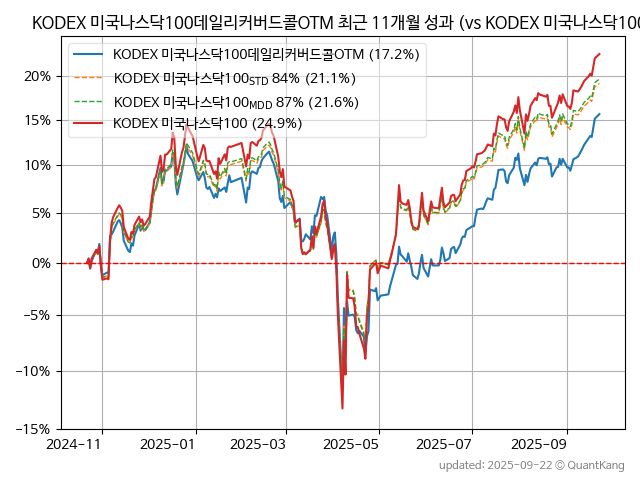 KODEX 미국나스닥100데일리커버드콜OTM 최근 11개월 성과 (vs KODEX 미국나스닥100
KODEX 미국나스닥100데일리커버드콜OTM (17.2%)
KODEX 미국나스닥100STD 84% (21.1%)
KODEX 미국나스닥100MDD 87% (21.6%)
KODEX 미국나스닥100 (24.9%)
20%
15%
10%
5%
0%
−5%
−10%
−15%
2024-11 2025-01 2025-03 2025-05 2025-07 2025-09
updated: 2025-09-22 © QuantKang